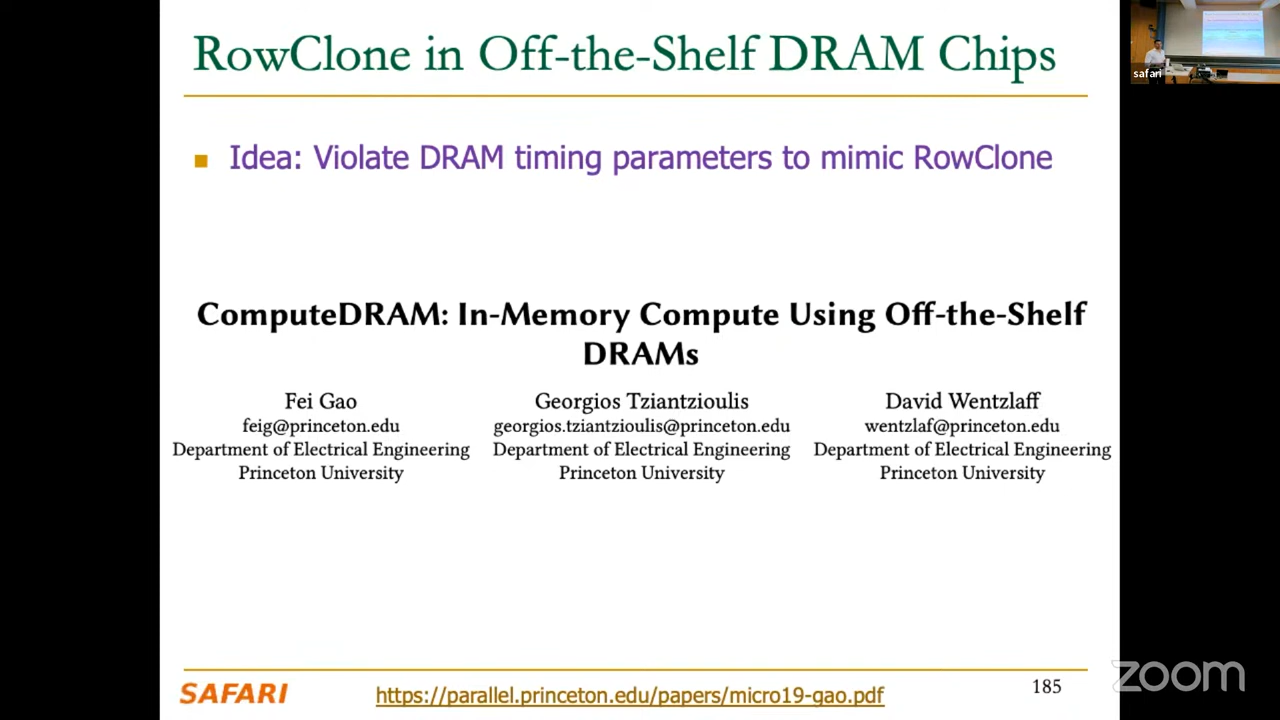 RowClone in Off-the-Shelf DRAM Chips
safari
Idea: Violate DRAM timing parameters to mimic RowClone
ComputeDRAM: In-Memory Compute Using Off-the-Shelf
DRAMs
Fei Gao
feig@princeton.edu
Department of Electrical Engineering
Princeton University
Georgios Tziantzioulis
georgios.tziantzioulis@princeton.edu
Department of Electrical Engineering
Princeton University
David Wentzlaff
wentzlaf@princeton.edu
Department of Electrical Engineering
Princeton University
SAFARI
https://parallel.princeton.edu/papers/micro19-gao.pdf
185
zoom